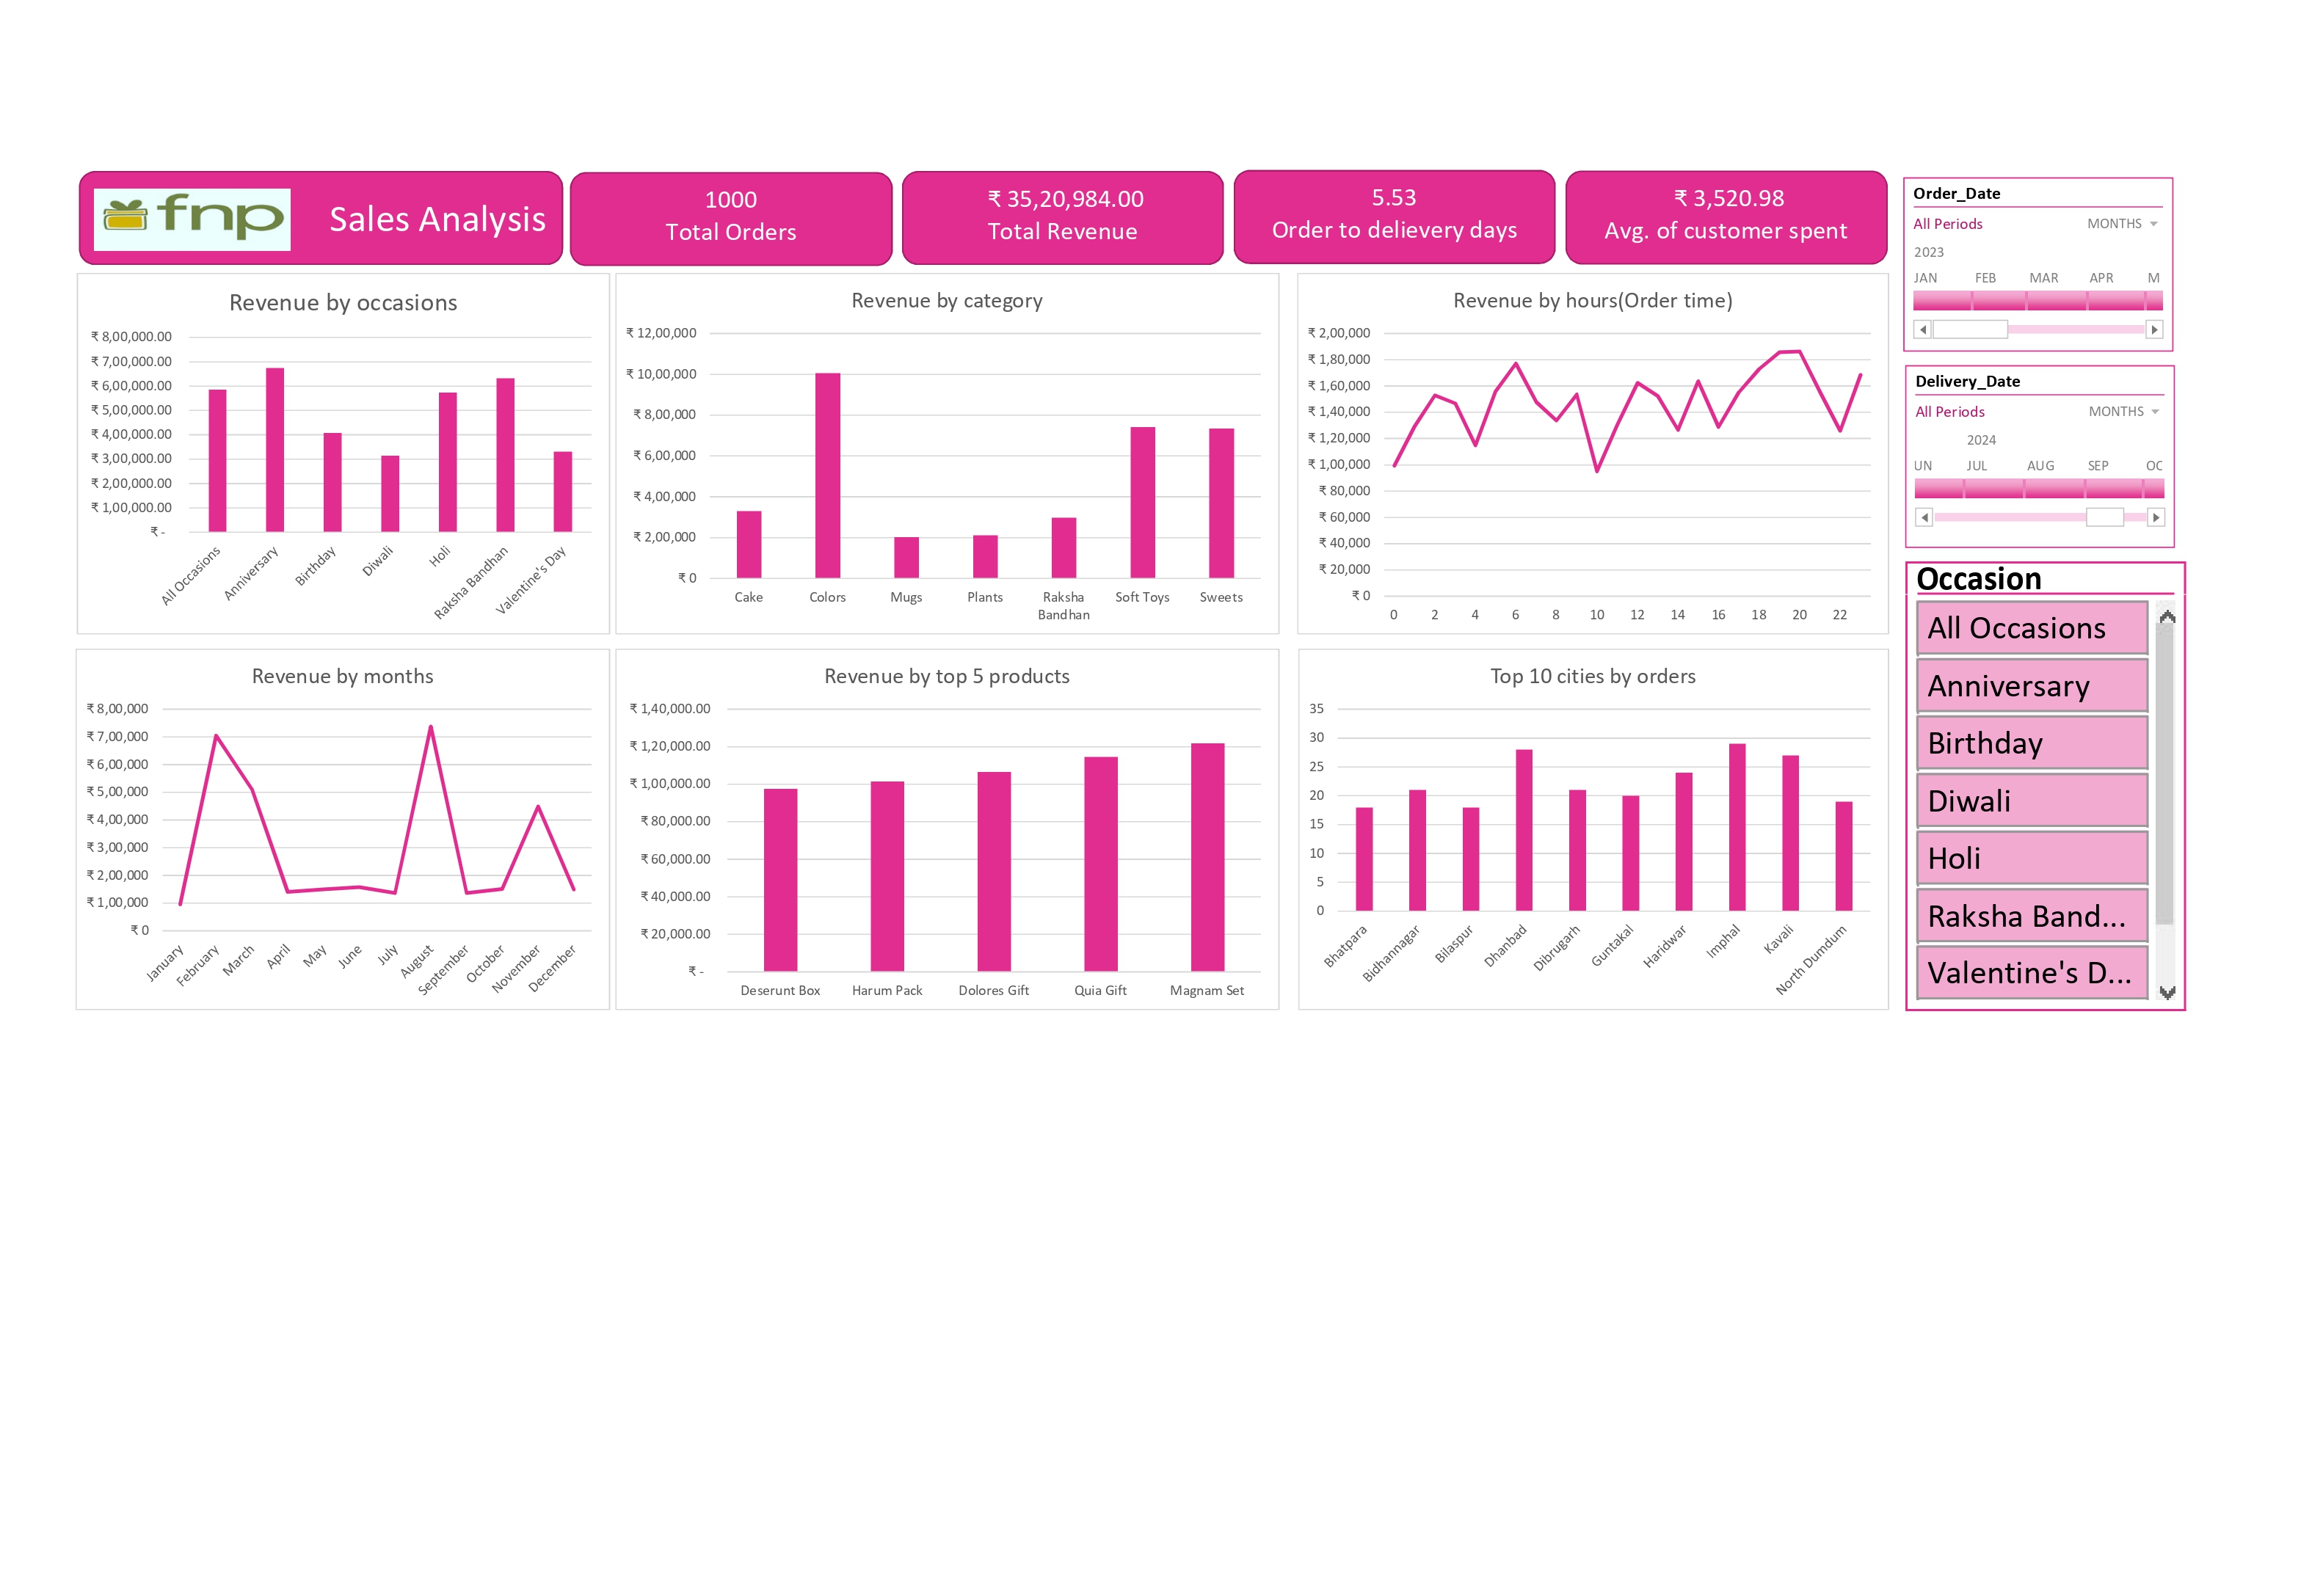 fnp
Sales Analysis
1000
Total Orders
₹ 35,20,984.00
Total Revenue
5.53
Order to delievery days
₹ 3,520.98
Avg. of customer spent
Revenue by occasions
₹ 8,00,000.00
₹ 7,00,000.00
₹ 6,00,000.00
₹ 5,00,000.00
₹ 4,00,000.00
₹ 3,00,000.00
₹ 2,00,000.00
₹ 1,00,000.00
₹ -
All Occasions
Anniversary
Birthday
Diwali
Holi
Raksha Bandhan
Valentine's Day
Revenue by category
₹ 12,00,000
₹ 10,00,000
₹ 8,00,000
₹ 6,00,000
₹ 4,00,000
₹ 2,00,000
₹ 0
Cake
Colors
Mugs
Plants
Raksha
Bandhan
Soft Toys
Sweets
Revenue by hours(Order time)
₹ 2,00,000
₹ 1,80,000
₹ 1,60,000
₹ 1,40,000
₹ 1,20,000
₹ 1,00,000
₹ 80,000
₹ 60,000
₹ 40,000
₹ 20,000
₹ 0
0 2 4 6 8 10 12 14 16 18 20 22
Order_Date
All Periods MONTHS
2023
JAN FEB MAR APR M
Delivery_Date
All Periods MONTHS
2024
UN JUL AUG SEP OC
Revenue by months
₹ 8,00,000
₹ 7,00,000
₹ 6,00,000
₹ 5,00,000
₹ 4,00,000
₹ 3,00,000
₹ 2,00,000
₹ 1,00,000
₹ 0
January
February
March
April
May
June
July
August
September
October
November
December
Revenue by top 5 products
₹ 1,40,000.00
₹ 1,20,000.00
₹ 1,00,000.00
₹ 80,000.00
₹ 60,000.00
₹ 40,000.00
₹ 20,000.00
₹ -
Deserunt Box
Harum Pack
Dolores Gift
Quia Gift
Magnam Set
Top 10 cities by orders
35
30
25
20
15
10
5
0
Bhatpara
Bidhannagar
Bilaspur
Dhanbad
Dibrugarh
Guntakal
Haridwar
Imphal
Kavali
North Dumdum
Occasion
All Occasions
Anniversary
Birthday
Diwali
Holi
Raksha Band...
Valentine's D...